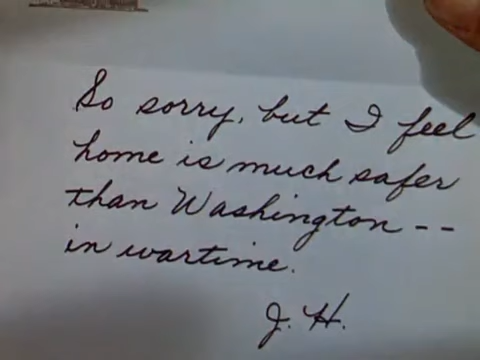 So sorry, but I feel
home is much safer
than Washington --
in wartime.
J. H.